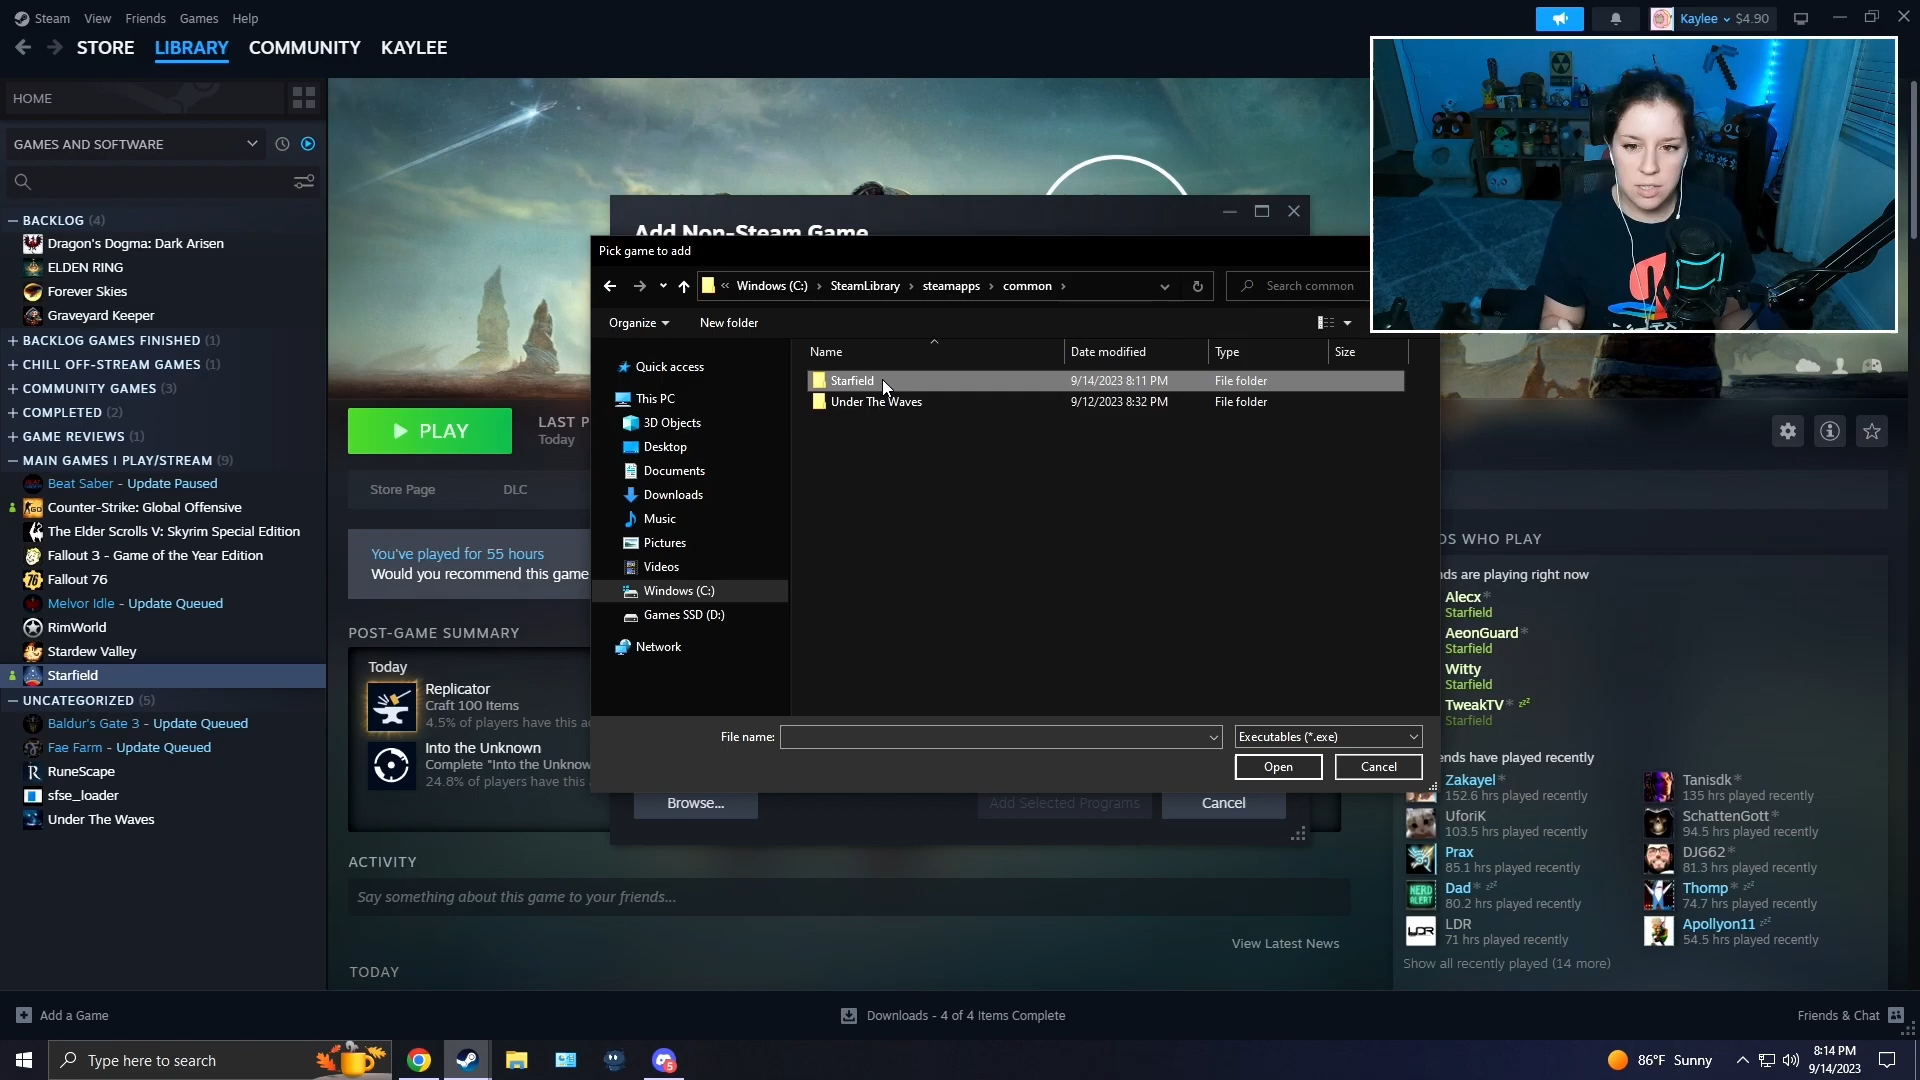 Steam View Friends Games Help
Kaylee $4.90
STORE LIBRARY COMMUNITY KAYLEE
HOME
GAMES AND SOFTWARE
BACKLOG (4)
Dragon's Dogma: Dark Arisen
ELDEN RING
Forever Skies
Graveyard Keeper
BACKLOG GAMES FINISHED (1)
CHILL OFF-STREAM GAMES (1)
COMMUNITY GAMES (3)
COMPLETED (2)
GAME REVIEWS (1)
MAIN GAMES I PLAY/STREAM (9)
Beat Saber - Update Paused
Counter-Strike: Global Offensive
The Elder Scrolls V: Skyrim Special Edition
Fallout 3 - Game of the Year Edition
Fallout 76
Melvor Idle - Update Queued
RimWorld
Stardew Valley
Starfield
UNCATEGORIZED (5)
Baldur's Gate 3 - Update Queued
Fae Farm - Update Queued
RuneScape
sfse_loader
Under The Waves
PLAY
LAST P
Today
Store Page DLC
You've played for 55 hours
Would you recommend this game
POST-GAME SUMMARY
Today
Replicator
Craft 100 Items
4.5% of players have this a
Into the Unknown
Complete "Into the Unknow
24.8% of players have this
ACTIVITY
Say something about this game to your friends...
View Latest News
TODAY
Add Non-Steam Game
Pick game to add
« Windows (C:) › SteamLibrary › steamapps › common ›
Search common
Organize New folder
Name Date modified Type Size
Starfield 9/14/2023 8:11 PM File folder
Under The Waves 9/12/2023 8:32 PM File folder
Quick access
This PC
3D Objects
Desktop
Documents
Downloads
Music
Pictures
Videos
Windows (C:)
Games SSD (D:)
Network
File name: Executables (*.exe)
Open Cancel
Browse... Add Selected Programs Cancel
DS WHO PLAY
nds are playing right now
Alecx*
Starfield
AeonGuard*
Starfield
Witty
Starfield
TweakTV* zzZ
Starfield
ends have played recently
Zakayel*
152.6 hrs played recently
Tanisdk*
135 hrs played recently
UforiK
103.5 hrs played recently
SchattenGott*
94.5 hrs played recently
Prax
85.1 hrs played recently
DJG62*
81.3 hrs played recently
NERD
ALERT
Dad* zzZ
80.2 hrs played recently
Thomp* zzZ
74.7 hrs played recently
LDR
LDR
71 hrs played recently
Apollyon11 zzZ
54.5 hrs played recently
Show all recently played (14 more)
Add a Game
Downloads - 4 of 4 Items Complete
Friends & Chat
Type here to search
5
86°F Sunny
8:14 PM
9/14/2023